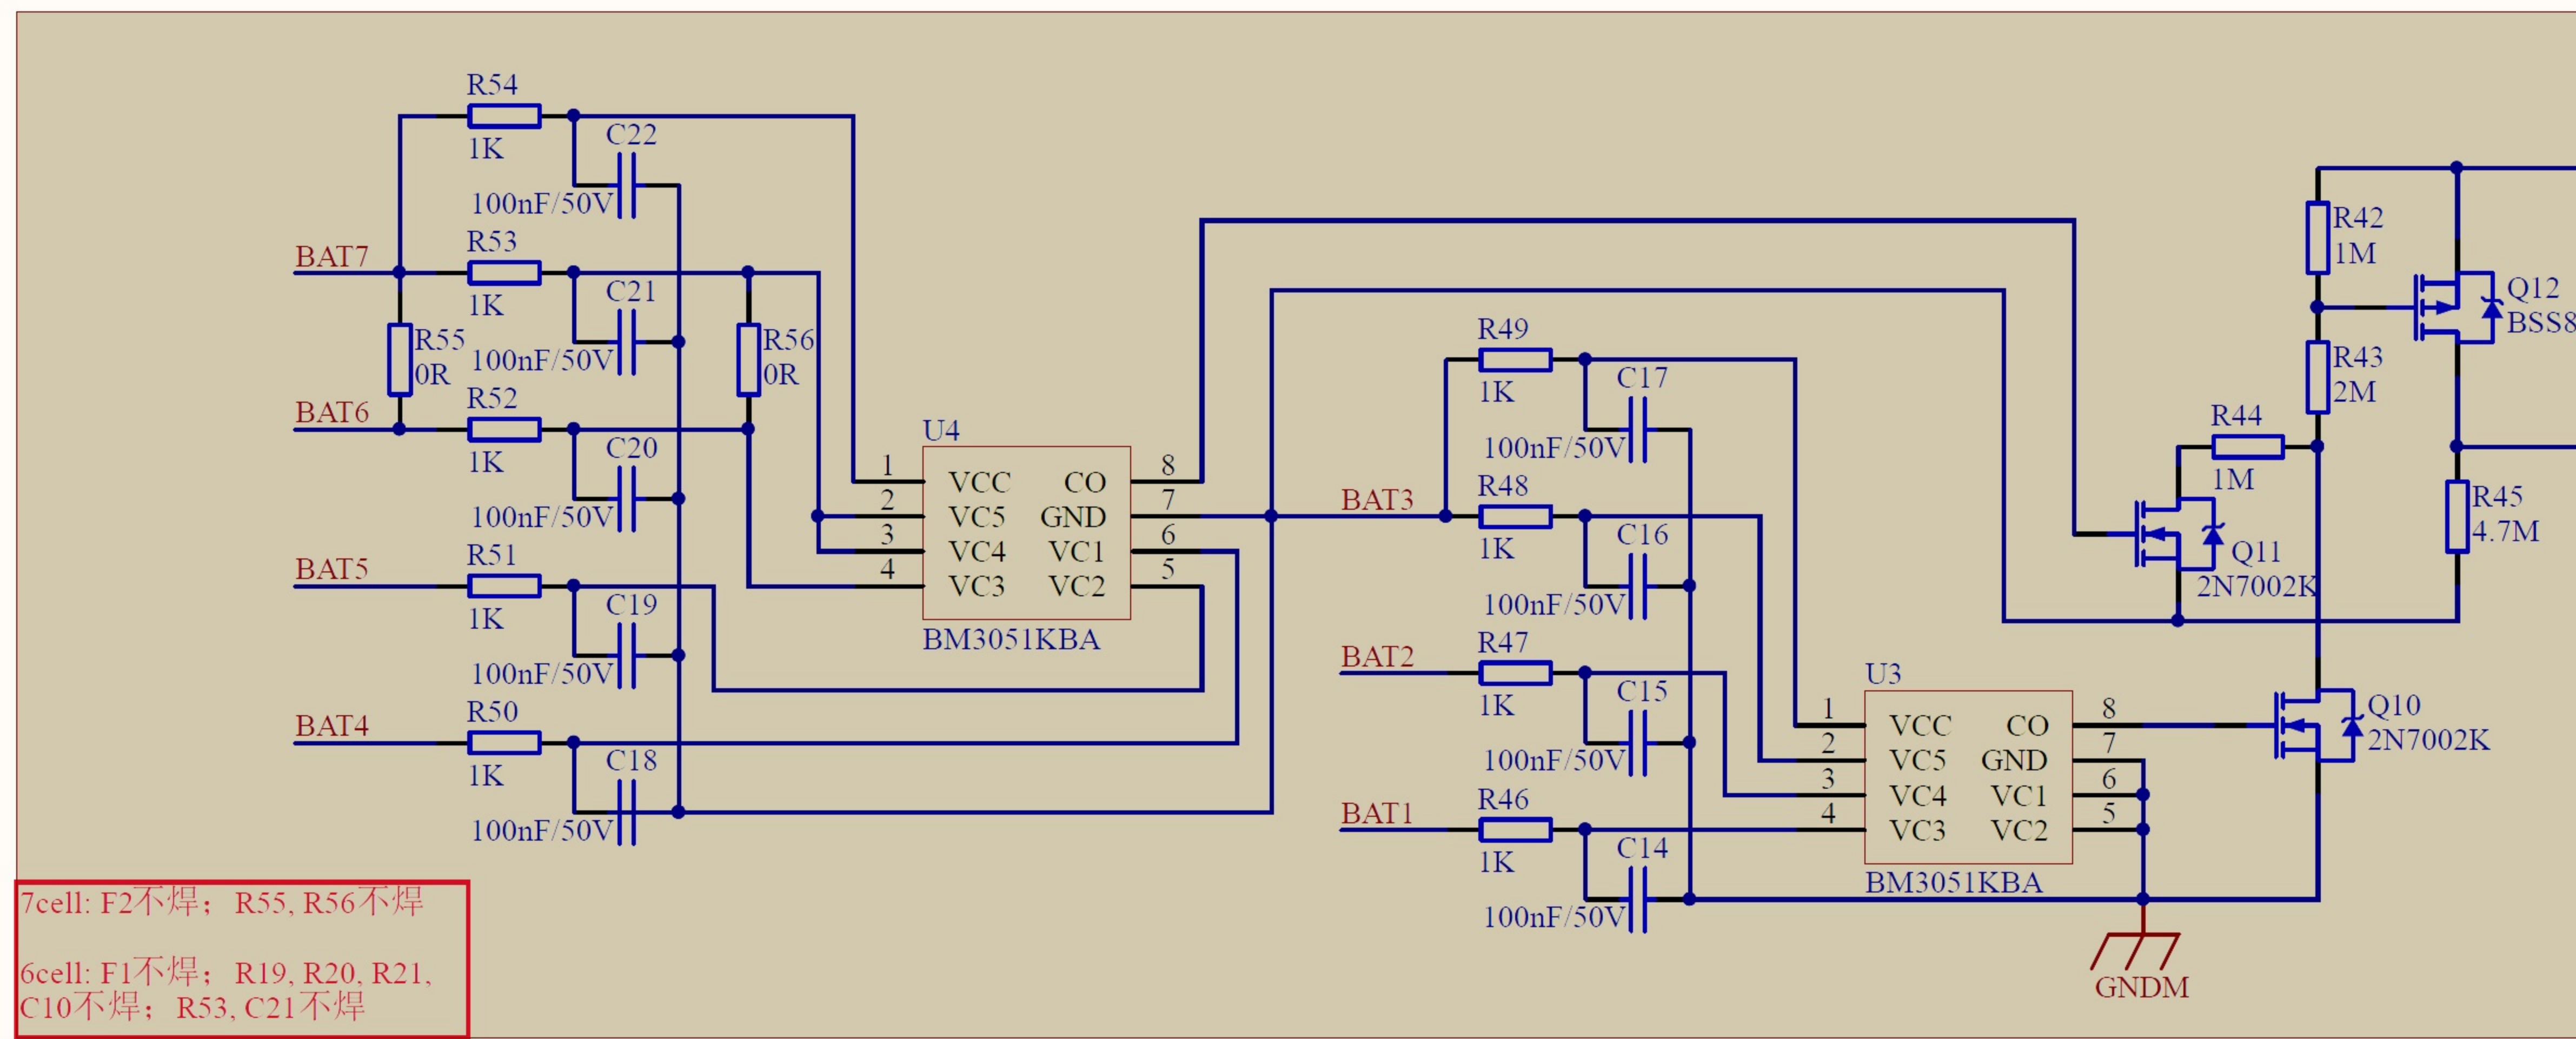 R54
1K
C22
100nF/50V
BAT7
R53
1K
C21
100nF/50V
R55
0R
R56
0R
BAT6
R52
1K
C20
100nF/50V
BAT5
R51
1K
C19
100nF/50V
BAT4
R50
1K
C18
100nF/50V
U4
1 VCC CO 8
2 VC5 GND 7
3 VC4 VC1 6
4 VC3 VC2 5
BM3051KBA
R49
1K
C17
100nF/50V
BAT3
R48
1K
C16
100nF/50V
BAT2
R47
1K
C15
100nF/50V
BAT1
R46
1K
C14
100nF/50V
U3
1 VCC CO 8
2 VC5 GND 7
3 VC4 VC1 6
4 VC3 VC2 5
BM3051KBA
R42
1M
Q12
BSS8
R43
2M
R44
1M
R45
4.7M
Q11
2N7002K
Q10
2N7002K
GNDM
7cell: F2不焊； R55, R56不焊
6cell: F1不焊； R19, R20, R21,
C10不焊； R53, C21不焊